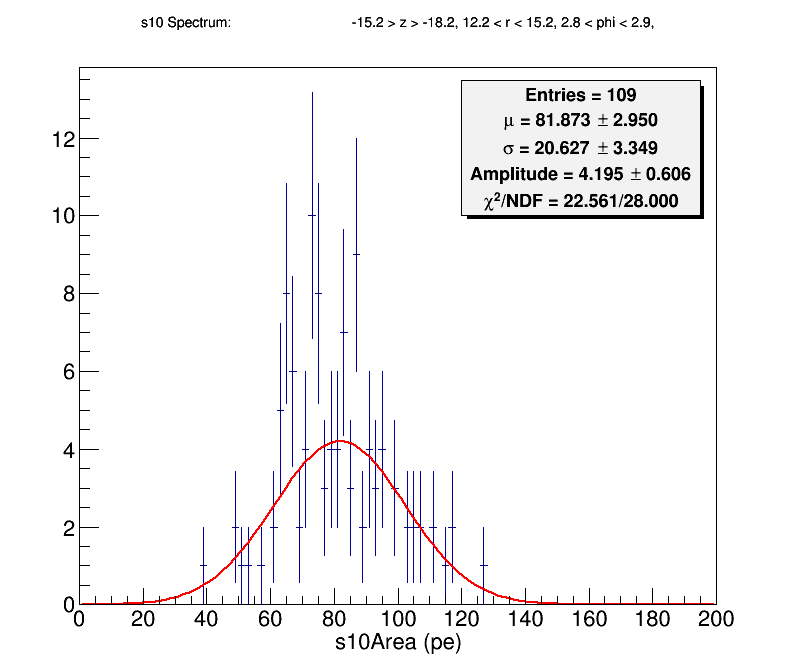 s10 Spectrum: -15.2 > z > -18.2, 12.2 < r < 15.2, 2.8 < phi < 2.9,
Entries = 109
μ = 81.873 ± 2.950
σ = 20.627 ± 3.349
Amplitude = 4.195 ± 0.606
χ²/NDF = 22.561/28.000
12
10
8
6
4
2
0
0 20 40 60 80 100 120 140 160 180 200
s10Area (pe)